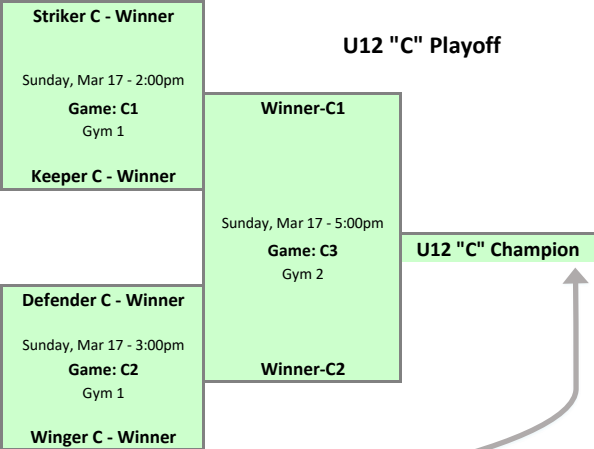 Striker C - Winner
U12 "C" Playoff
Sunday, Mar 17 - 2:00pm
Game: C1
Gym 1
Keeper C - Winner
Winner-C1
Sunday, Mar 17 - 5:00pm
Game: C3
Gym 2
Winner-C2
U12 "C" Champion
Defender C - Winner
Sunday, Mar 17 - 3:00pm
Game: C2
Gym 1
Winger C - Winner